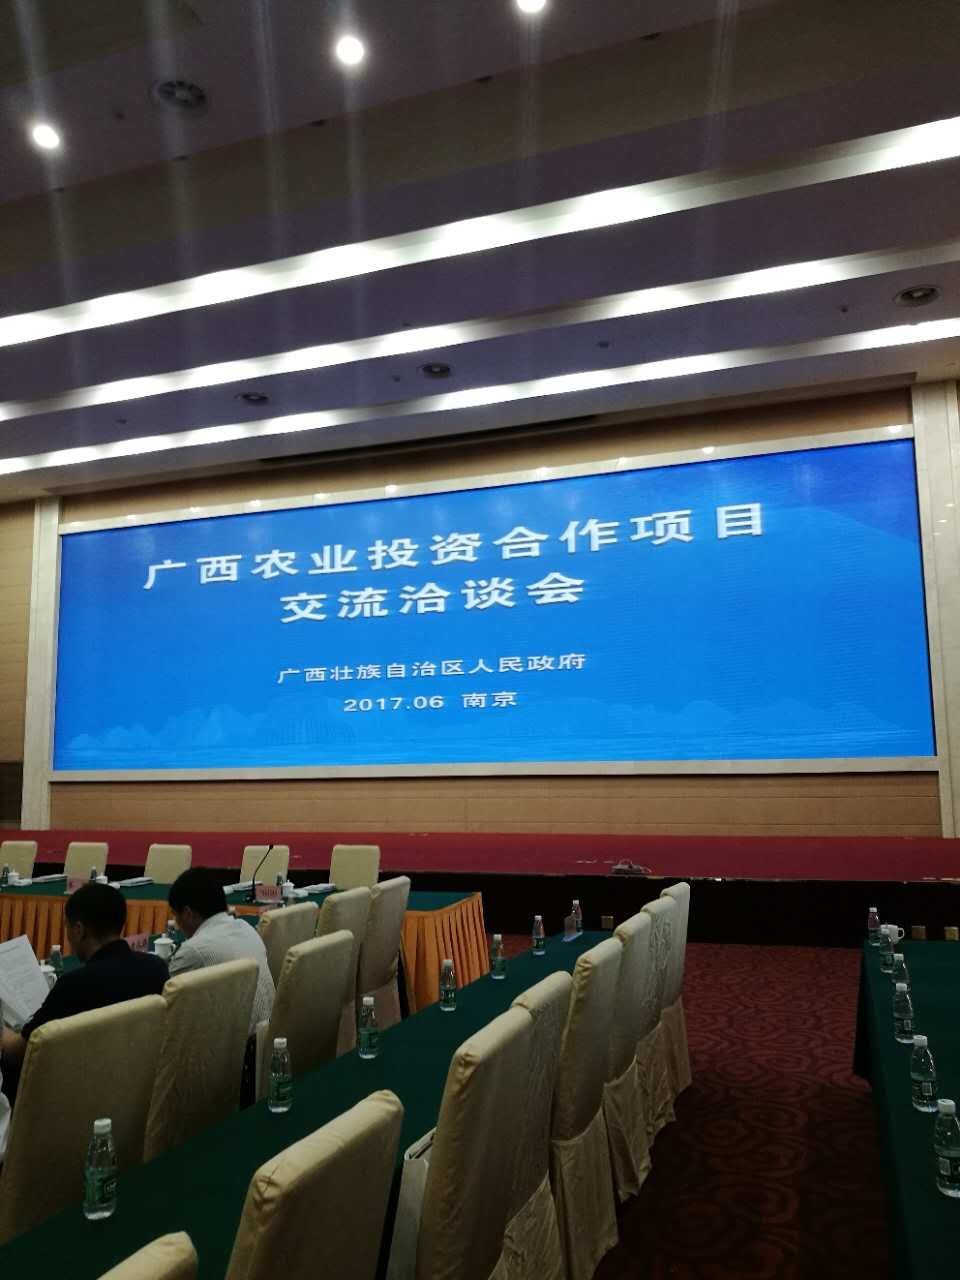 广西农业投资合作项目
交流洽谈会
广西壮族自治区人民政府
2017.06 南京